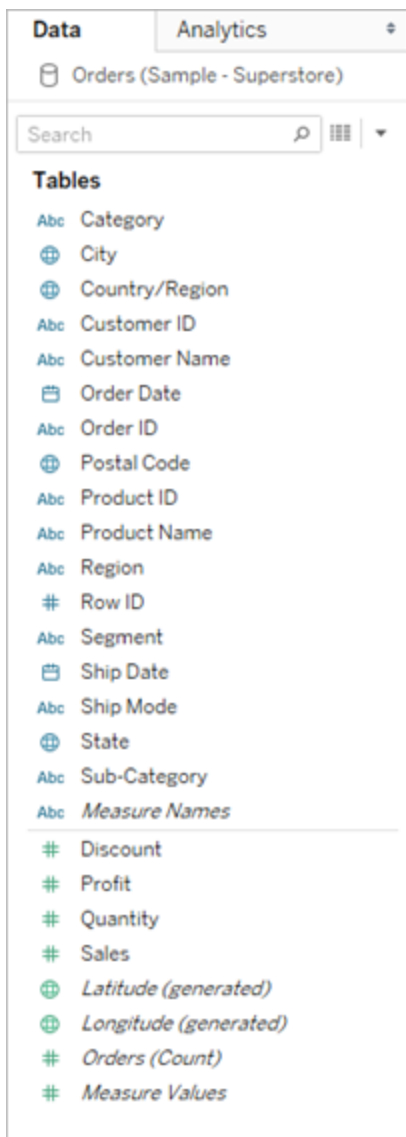 Data Analytics
Orders (Sample - Superstore)
Search
Tables
Abc Category
City
Country/Region
Abc Customer ID
Abc Customer Name
Order Date
Abc Order ID
Postal Code
Abc Product ID
Abc Product Name
Abc Region
# Row ID
Abc Segment
Ship Date
Abc Ship Mode
State
Abc Sub-Category
Abc Measure Names
# Discount
# Profit
# Quantity
# Sales
Latitude (generated)
Longitude (generated)
# Orders (Count)
# Measure Values